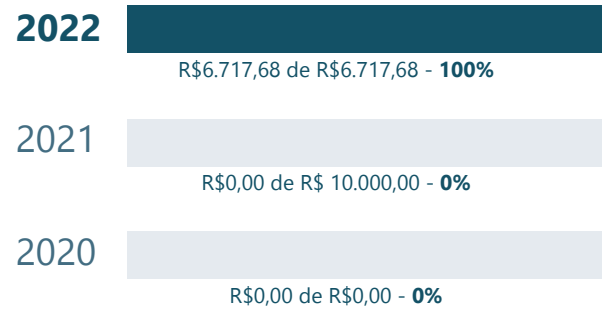 2022
R$6.717,68 de R$6.717,68 - 100%
2021
R$0,00 de R$ 10.000,00 - 0%
2020
R$0,00 de R$0,00 - 0%